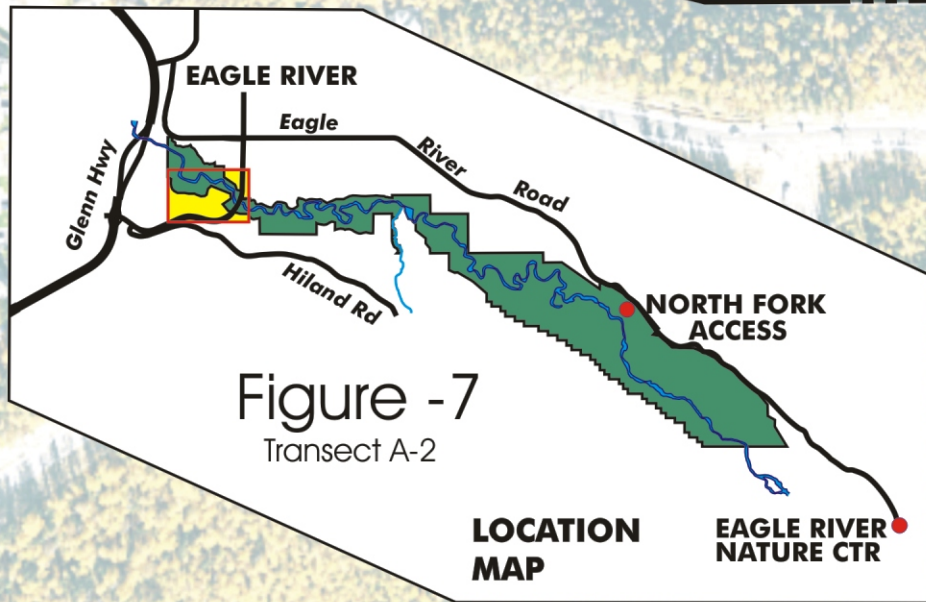 EAGLE RIVER
Eagle River Road
Glenn Hwy
Hiland Rd
NORTH FORK
ACCESS
Figure -7
Transect A-2
LOCATION
MAP
EAGLE RIVER
NATURE CTR